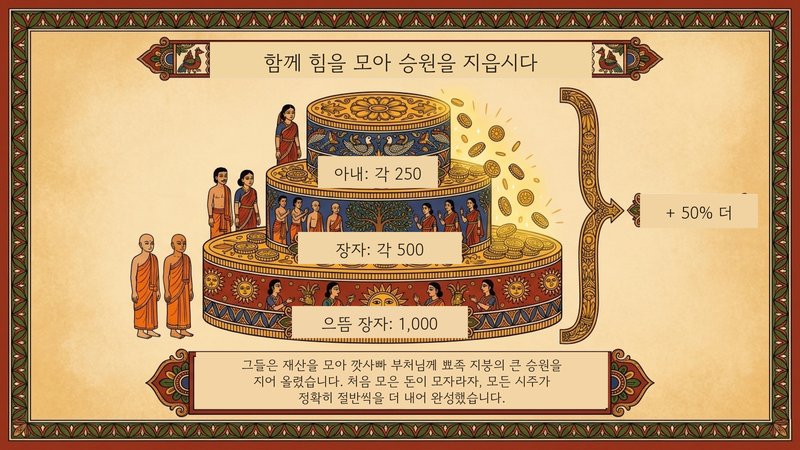 함께 힘을 모아 승원을 지읍시다
아내: 각 250
장자: 각 500
으뜸 장자: 1,000
+ 50% 더
그들은 재산을 모아 깟사빠 부처님께 뾰족 지붕의 큰 승원을
지어 올렸습니다. 처음 모은 돈이 모자라자, 모든 시주가
정확히 절반씩을 더 내어 완성했습니다.